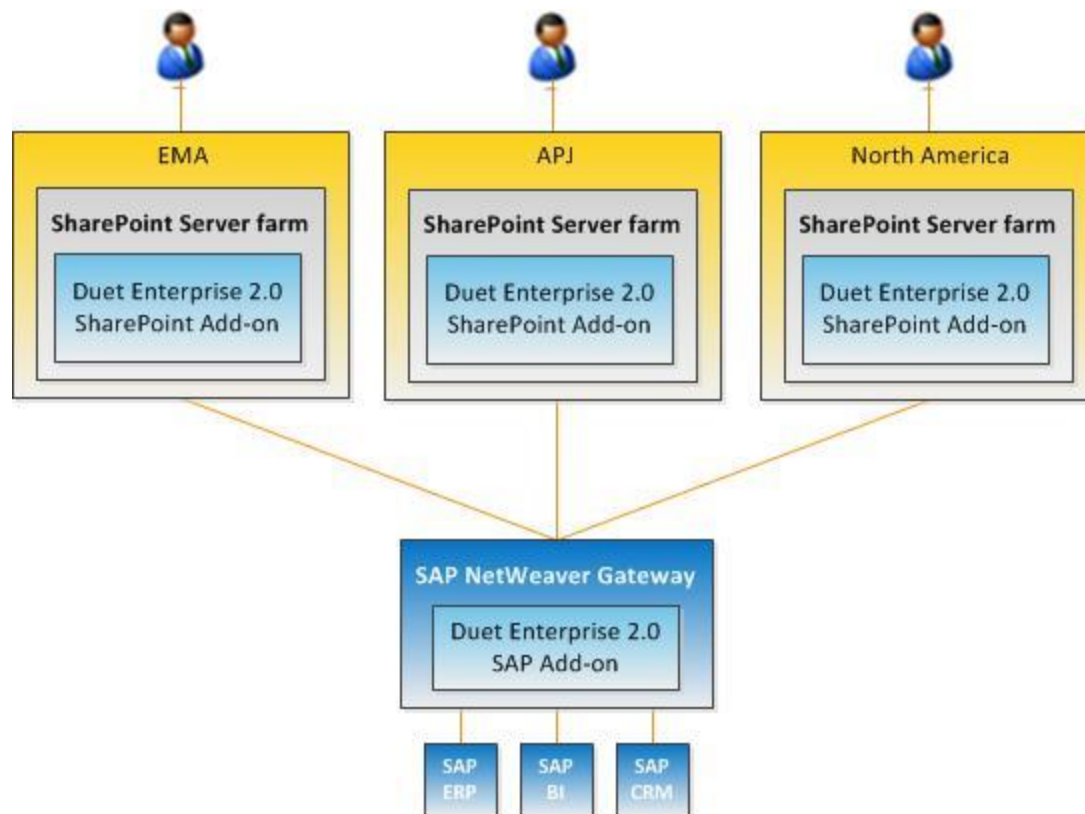 EMA
APJ
North America
SharePoint Server farm
SharePoint Server farm
SharePoint Server farm
Duet Enterprise 2.0
SharePoint Add-on
Duet Enterprise 2.0
SharePoint Add-on
Duet Enterprise 2.0
SharePoint Add-on
SAP NetWeaver Gateway
Duet Enterprise 2.0
SAP Add-on
SAP
ERP
SAP
BI
SAP
CRM